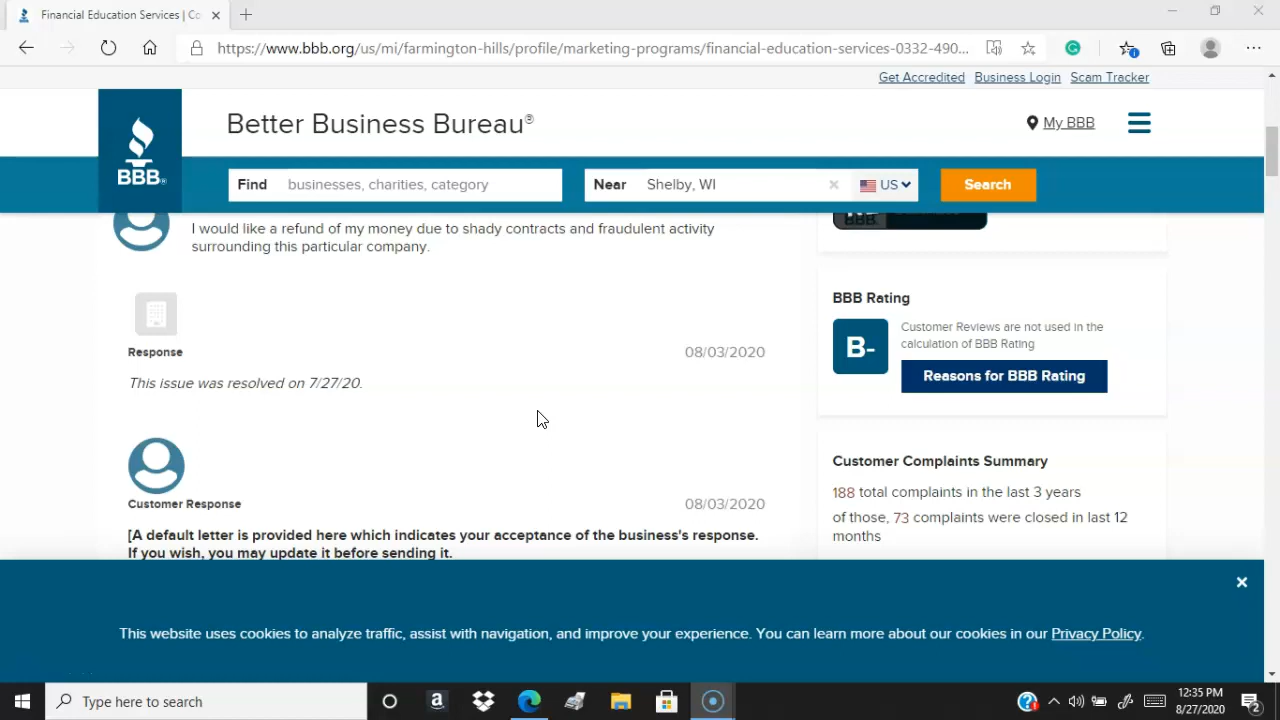 Financial Education Services | Co
https://www.bbb.org/us/mi/farmington-hills/profile/marketing-programs/financial-education-services-0332-490...
Get Accredited Business Login Scam Tracker
Better Business Bureau®
My BBB
BBB.
Find businesses, charities, category
Near Shelby, WI
US
Search
I would like a refund of my money due to shady contracts and fraudulent activity
surrounding this particular company.
BBB
Response
08/03/2020
This issue was resolved on 7/27/20.
Customer Response
08/03/2020
[A default letter is provided here which indicates your acceptance of the business's response.
If you wish, you may update it before sending it.
BBB Rating
B-
Customer Reviews are not used in the
calculation of BBB Rating
Reasons for BBB Rating
Customer Complaints Summary
188 total complaints in the last 3 years
of those, 73 complaints were closed in last 12
months
This website uses cookies to analyze traffic, assist with navigation, and improve your experience. You can learn more about our cookies in our Privacy Policy.
Type here to search
12:35 PM
8/27/2020
2